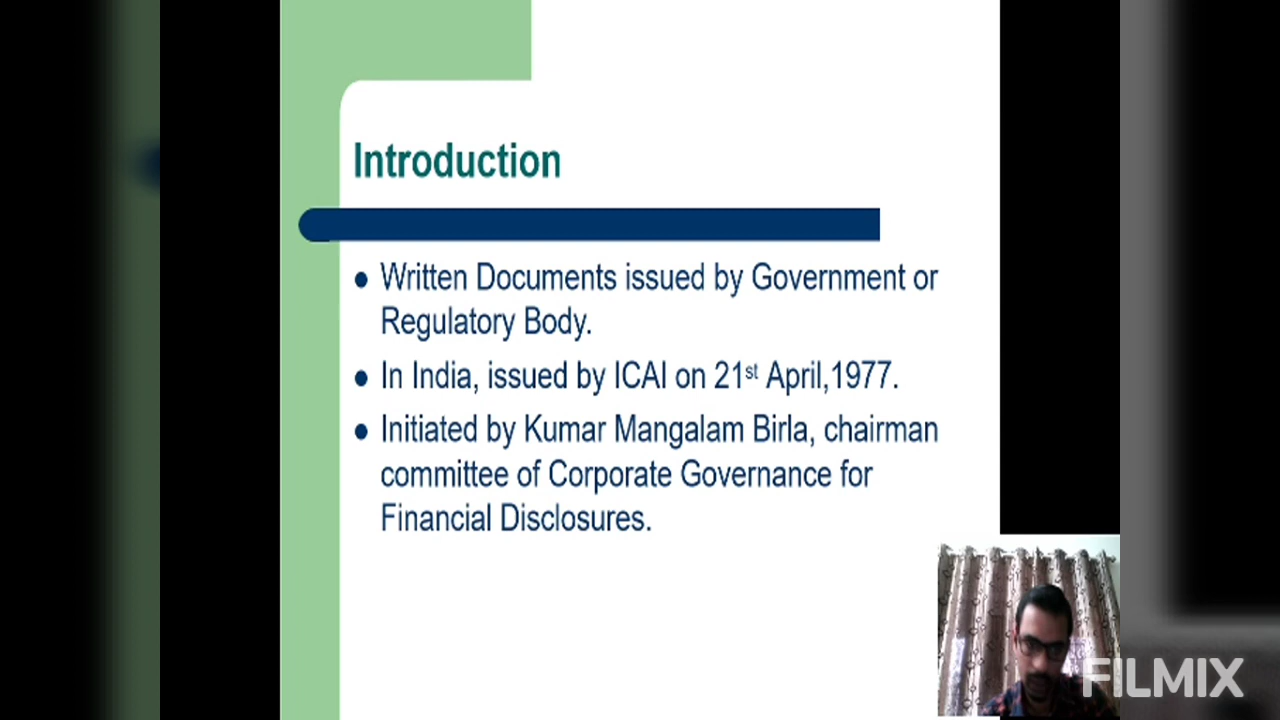 Introduction
● Written Documents issued by Government or
Regulatory Body.
● In India, issued by ICAI on 21st April,1977.
● Initiated by Kumar Mangalam Birla, chairman
committee of Corporate Governance for
Financial Disclosures.
FILMIX